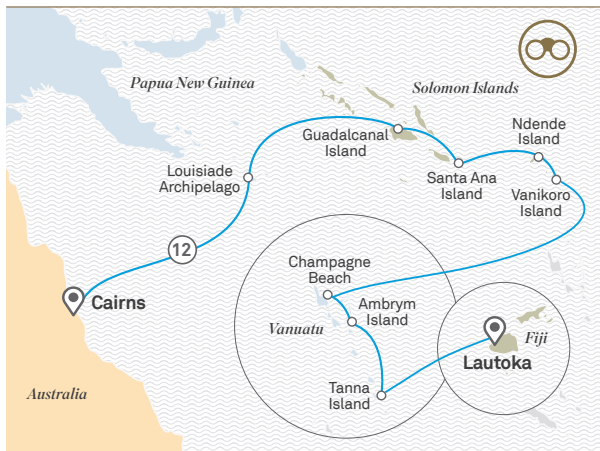 Papua New Guinea
Solomon Islands
Guadalcanal
Island
Ndende
Island
Louisiade
Archipelago
Santa Ana
Island
Vanikoro
Island
12
Champagne
Beach
Cairns
Ambrym
Island
Vanuatu
Fiji
Lautoka
Australia
Tanna
Island